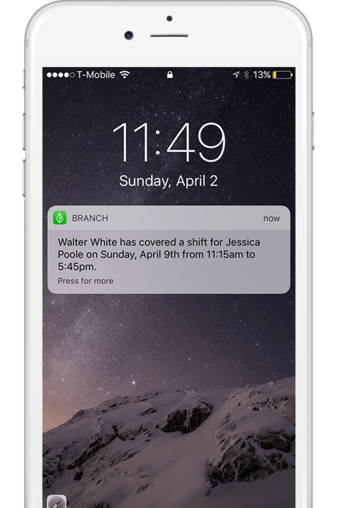 T-Mobile 13%
11:49
Sunday, April 2
BRANCH now
Walter White has covered a shift for Jessica
Poole on Sunday, April 9th from 11:15am to
5:45pm.
Press for more